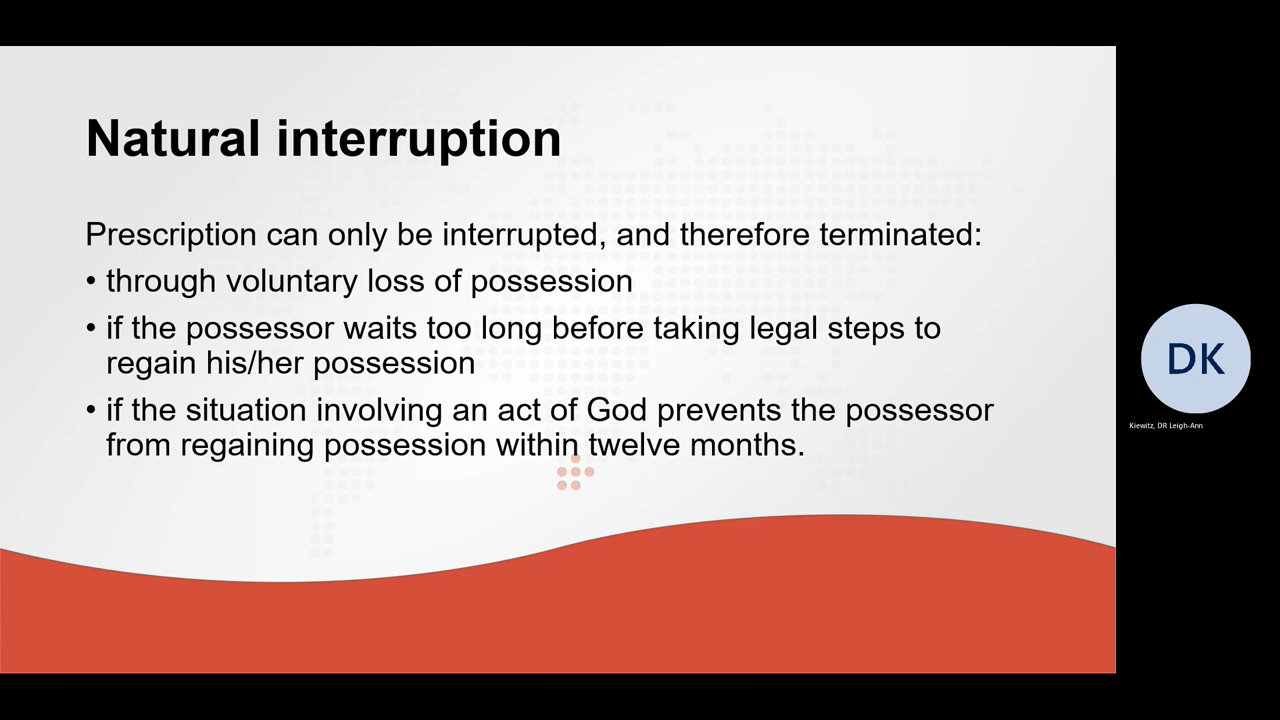 Natural interruption
Prescription can only be interrupted, and therefore terminated:
• through voluntary loss of possession
• if the possessor waits too long before taking legal steps to
regain his/her possession
• if the situation involving an act of God prevents the possessor
from regaining possession within twelve months.
DK
Kiewitz, DR Leigh-Ann